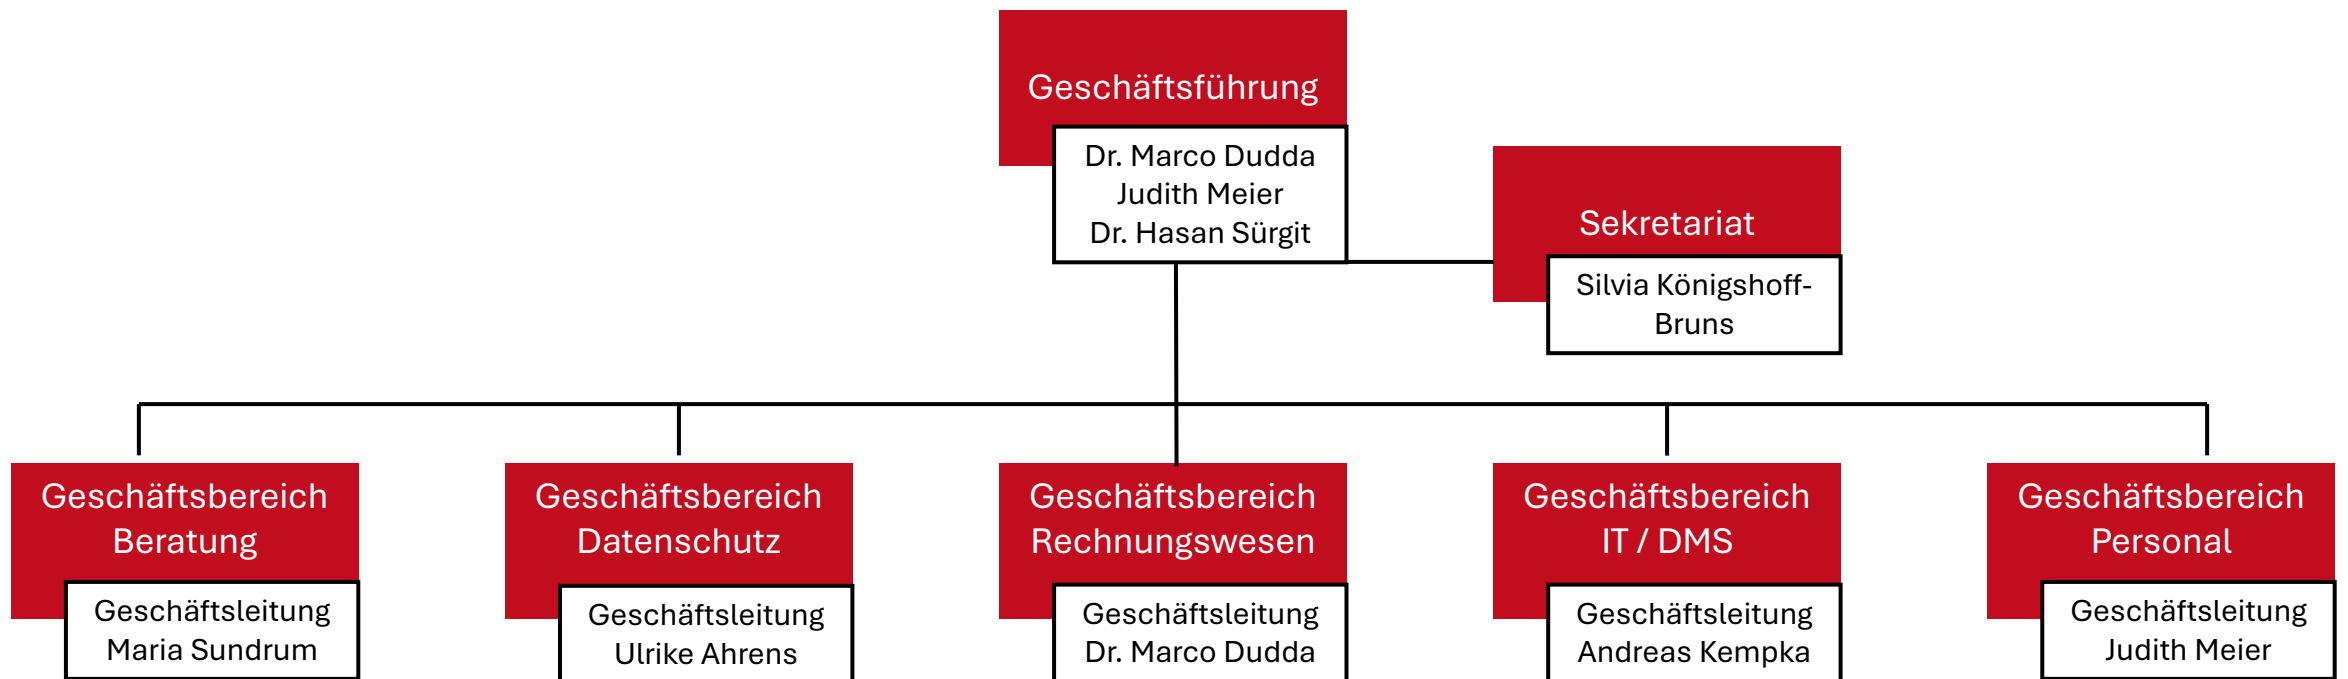 Geschäftsführung
Dr. Marco Dudda
Judith Meier
Dr. Hasan Sürgit
Sekretariat
Silvia Königshoff-
Bruns
Geschäftsbereich
Beratung
Geschäftsleitung
Maria Sundrum
Geschäftsbereich
Datenschutz
Geschäftsleitung
Ulrike Ahrens
Geschäftsbereich
Rechnungswesen
Geschäftsleitung
Dr. Marco Dudda
Geschäftsbereich
IT / DMS
Geschäftsleitung
Andreas Kempka
Geschäftsbereich
Personal
Geschäftsleitung
Judith Meier